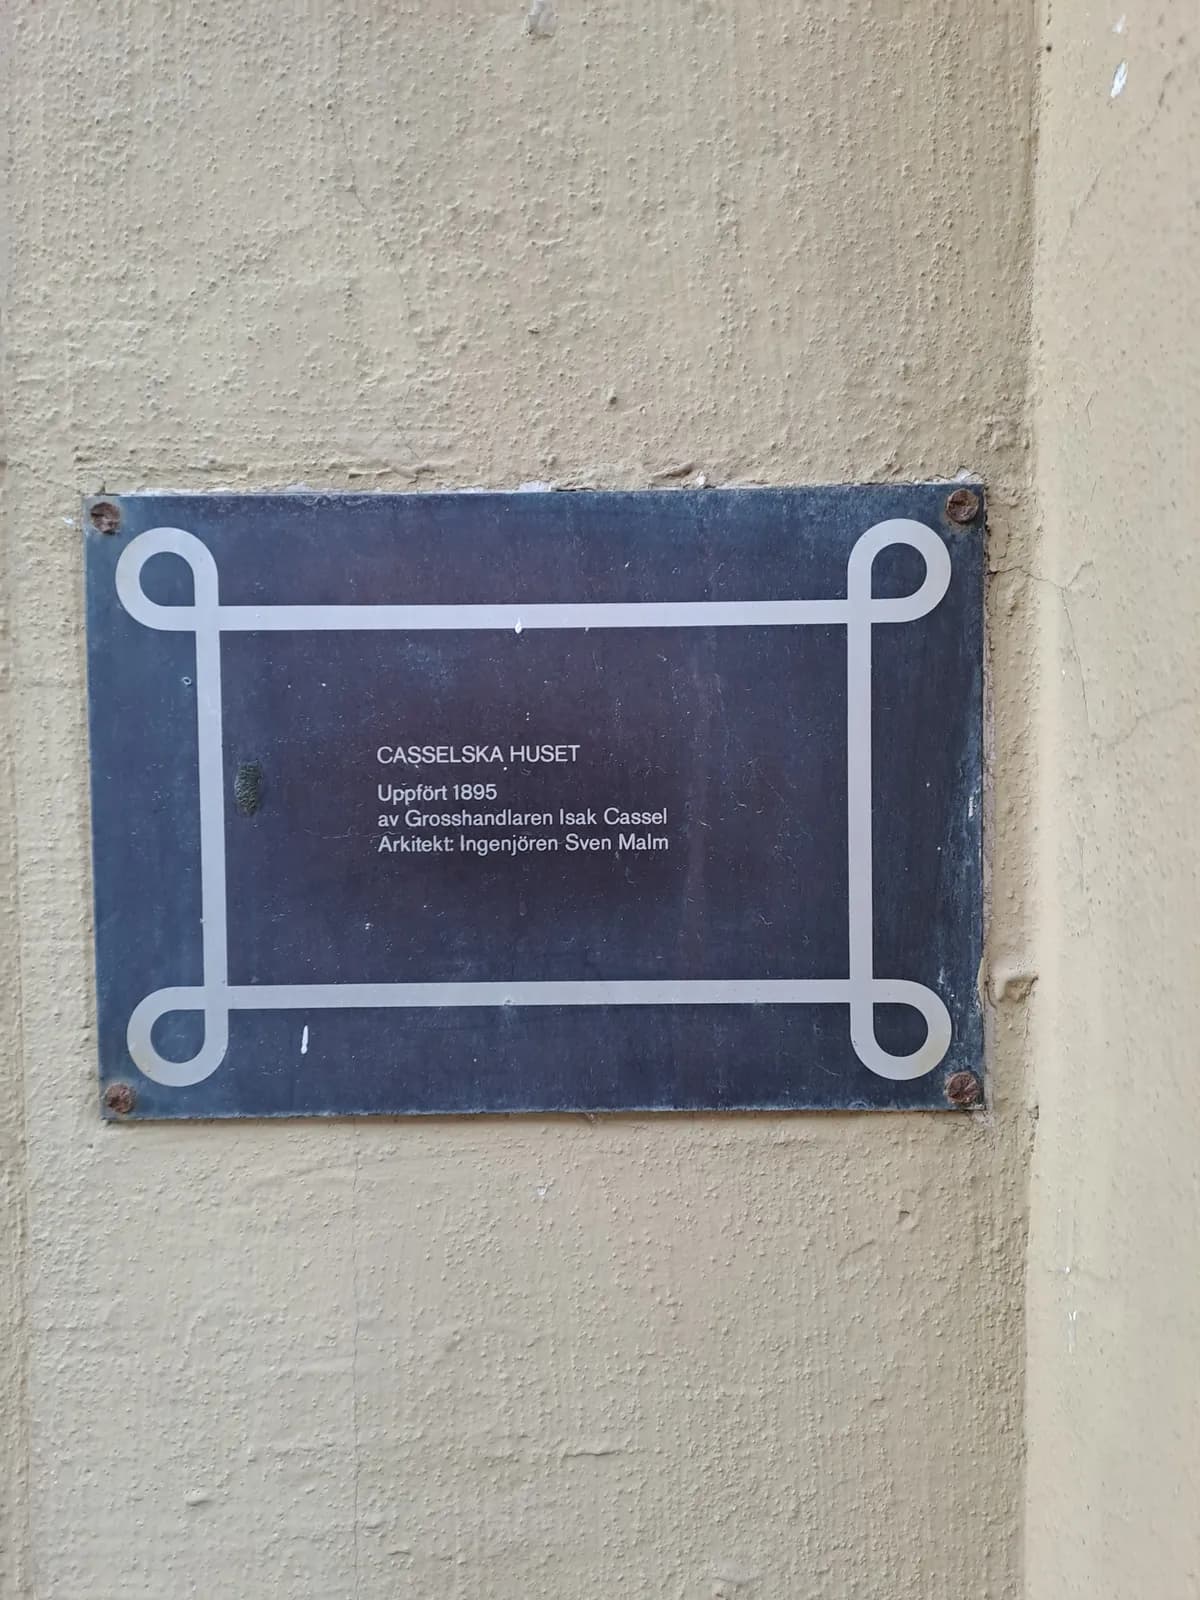 CASSELSKA HUSET
Uppfört 1895
av Grosshandlaren Isak Cassel
Arkitekt: Ingenjören Sven Malm